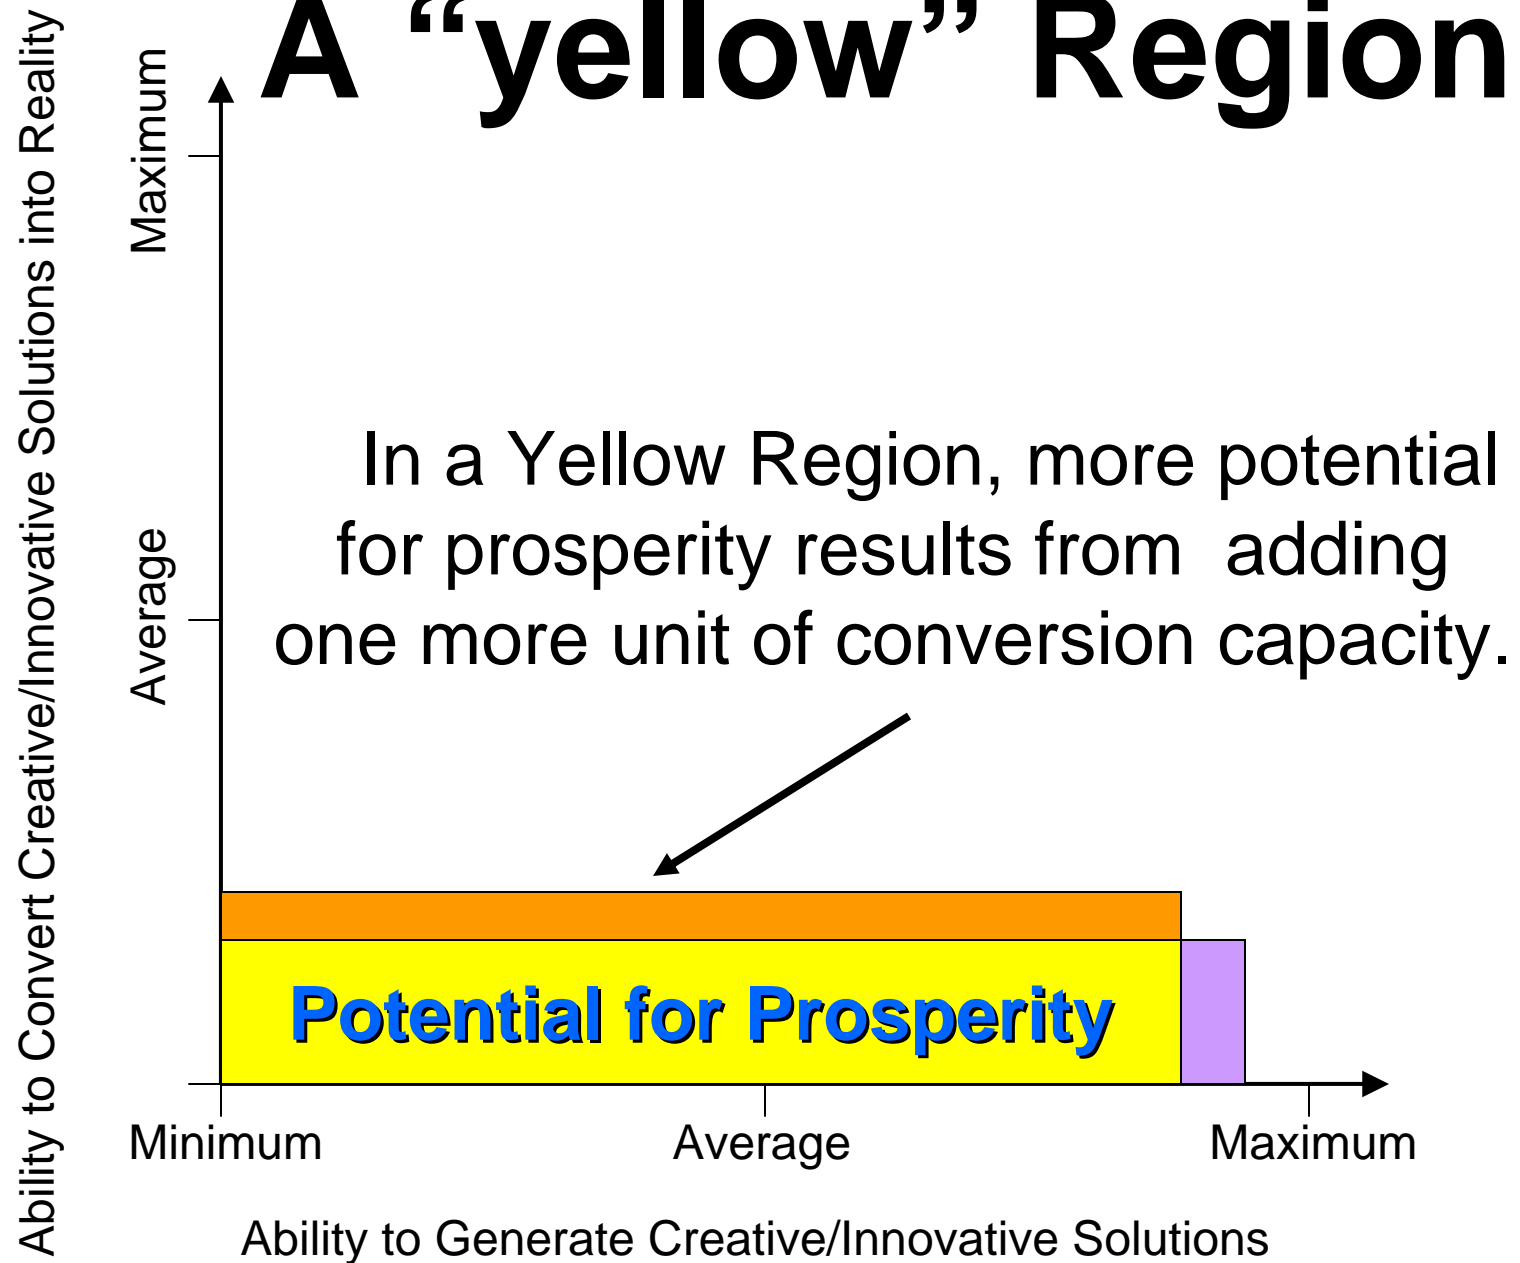 A “yellow” Region
Ability to Convert Creative/Innovative Solutions into Reality
Maximum
Average
In a Yellow Region, more potential
for prosperity results from  adding
one more unit of conversion capacity.
Potential for Prosperity
Minimum
Average
Maximum
Ability to Generate Creative/Innovative Solutions